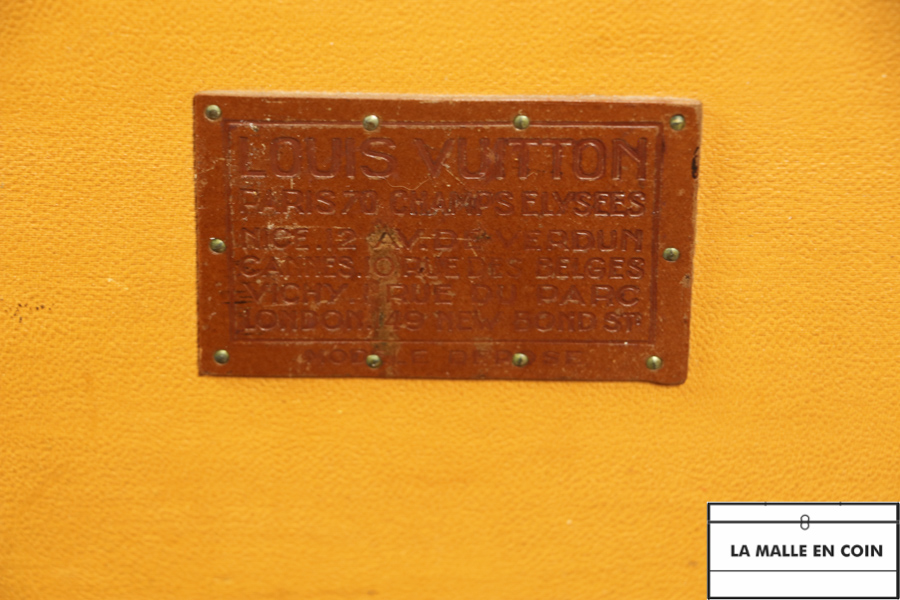 LOUIS VUITTON
PARIS 70 CHAMPS ELYSEES
NICE. 12 AV. DE VERDUN
CANNES. 10 RUE DES BELGES
VICHY. RUE DU PARC
LONDON. 149 NEW BOND ST.
MODELE DEPOSE
LA MALLE EN COIN